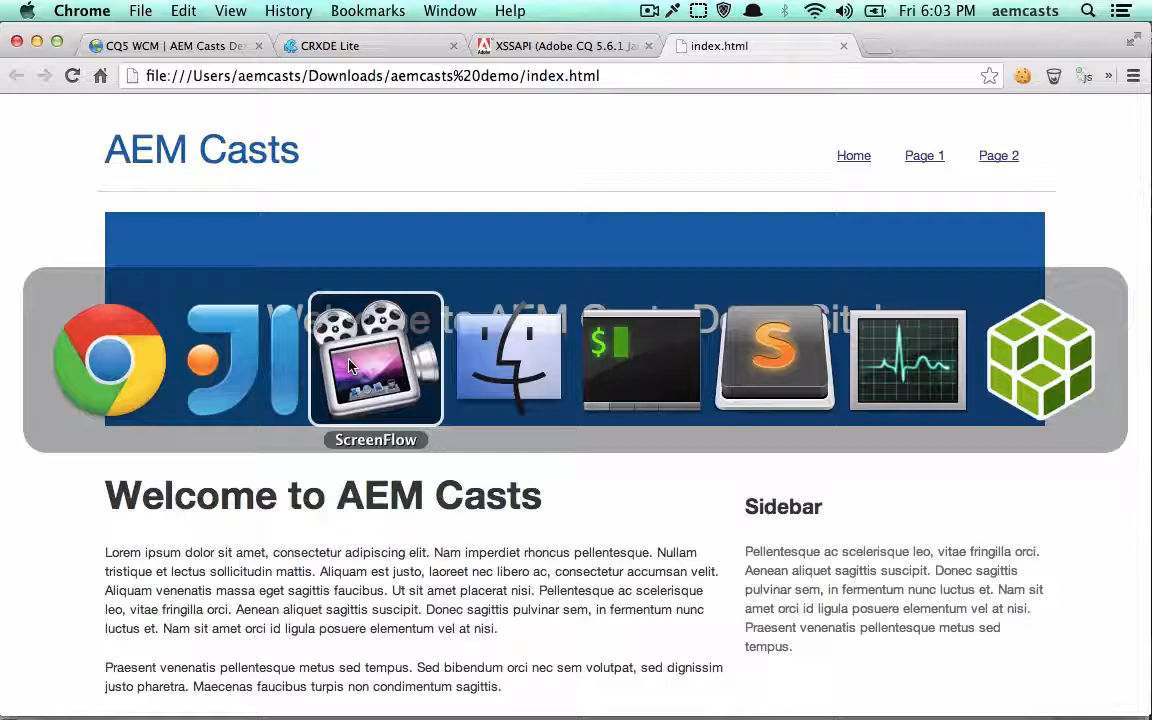 Chrome File Edit View History Bookmarks Window Help Fri 6:03 PM aemcasts
CQ5 WCM | AEM Casts De
CRXDE Lite
XSSAPI (Adobe CQ 5.6.1 Ja
index.html
file:///Users/aemcasts/Downloads/aemcasts%20demo/index.html
js »
AEM Casts
Home Page 1 Page 2
Welcome to AEM Casts Demo Site!
$
S
ScreenFlow
Welcome to AEM Casts
Lorem ipsum dolor sit amet, consectetur adipiscing elit. Nam imperdiet rhoncus pellentesque. Nullam
tristique et lectus sollicitudin mattis. Aliquam est justo, laoreet nec libero ac, consectetur accumsan velit.
Aliquam venenatis massa eget sagittis faucibus. Ut sit amet placerat nisi. Pellentesque ac scelerisque
leo, vitae fringilla orci. Aenean aliquet sagittis suscipit. Donec sagittis pulvinar sem, in fermentum nunc
luctus et. Nam sit amet orci id ligula posuere elementum vel at nisi.
Praesent venenatis pellentesque metus sed tempus. Sed bibendum orci nec sem volutpat, sed dignissim
justo pharetra. Maecenas faucibus turpis non condimentum sagittis.
Sidebar
Pellentesque ac scelerisque leo, vitae fringilla orci.
Aenean aliquet sagittis suscipit. Donec sagittis
pulvinar sem, in fermentum nunc luctus et. Nam sit
amet orci id ligula posuere elementum vel at nisi.
Praesent venenatis pellentesque metus sed
tempus.